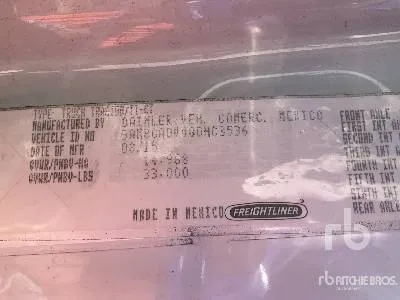 TYPE: TRUCK TRACTOR
MANUFACTURED BY DAIMLER VEH. COMERC. MEXICO
VEHICLE ID NO
DATE OF MFR 08/15
GVWR/PNBV-KG 14,968
GVWR/PNBV-LBS 33,000
MADE IN MEXICO FREIGHTLINER
FRONT AXLE
FIRST INT
SECOND INT
THIRD INT
FOURTH INT
FIFTH INT
SIXTH INT
REAR AXLE
rb
rb RITCHIE BROS.